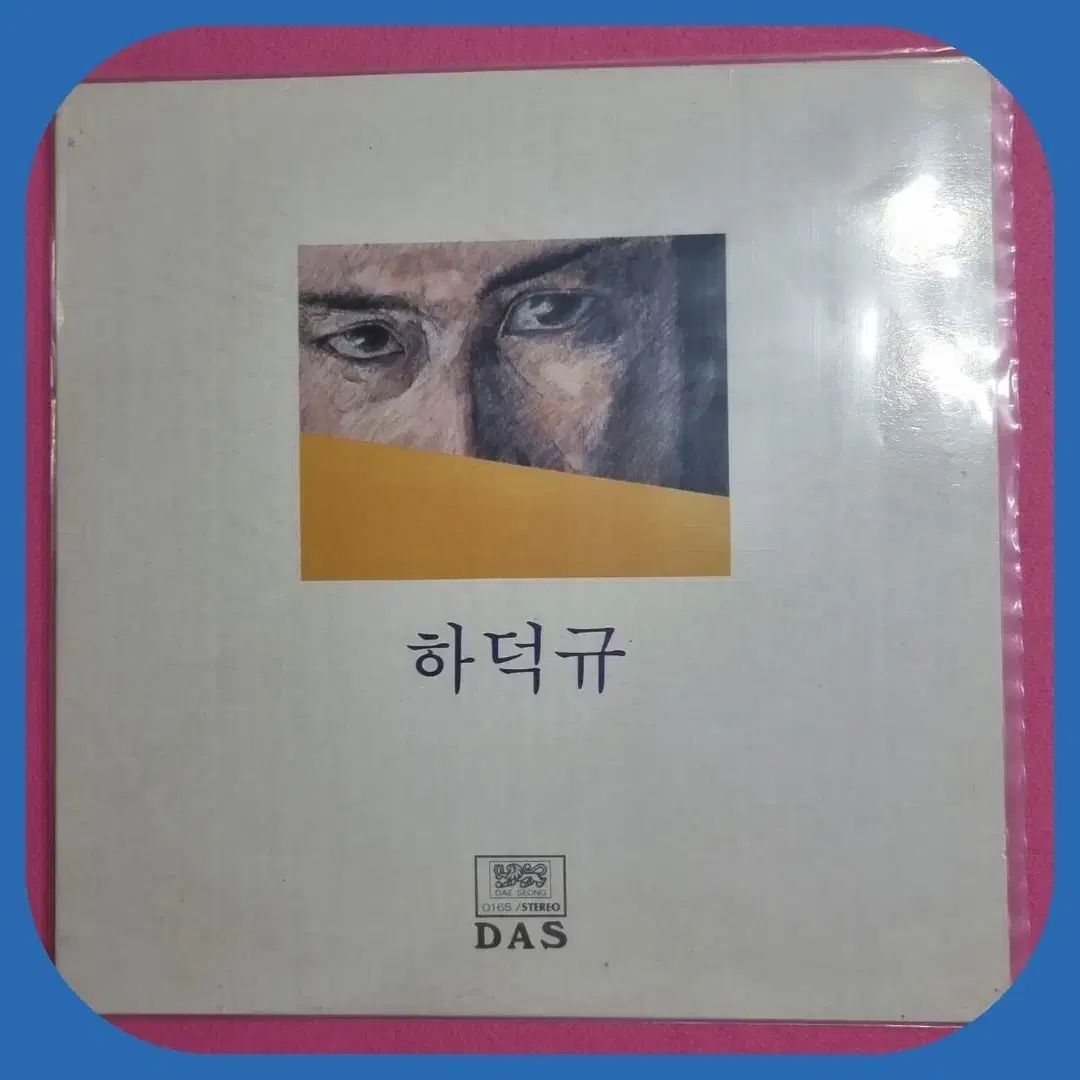 하덕규
DAE SEONG
0165 / STEREO
DAS